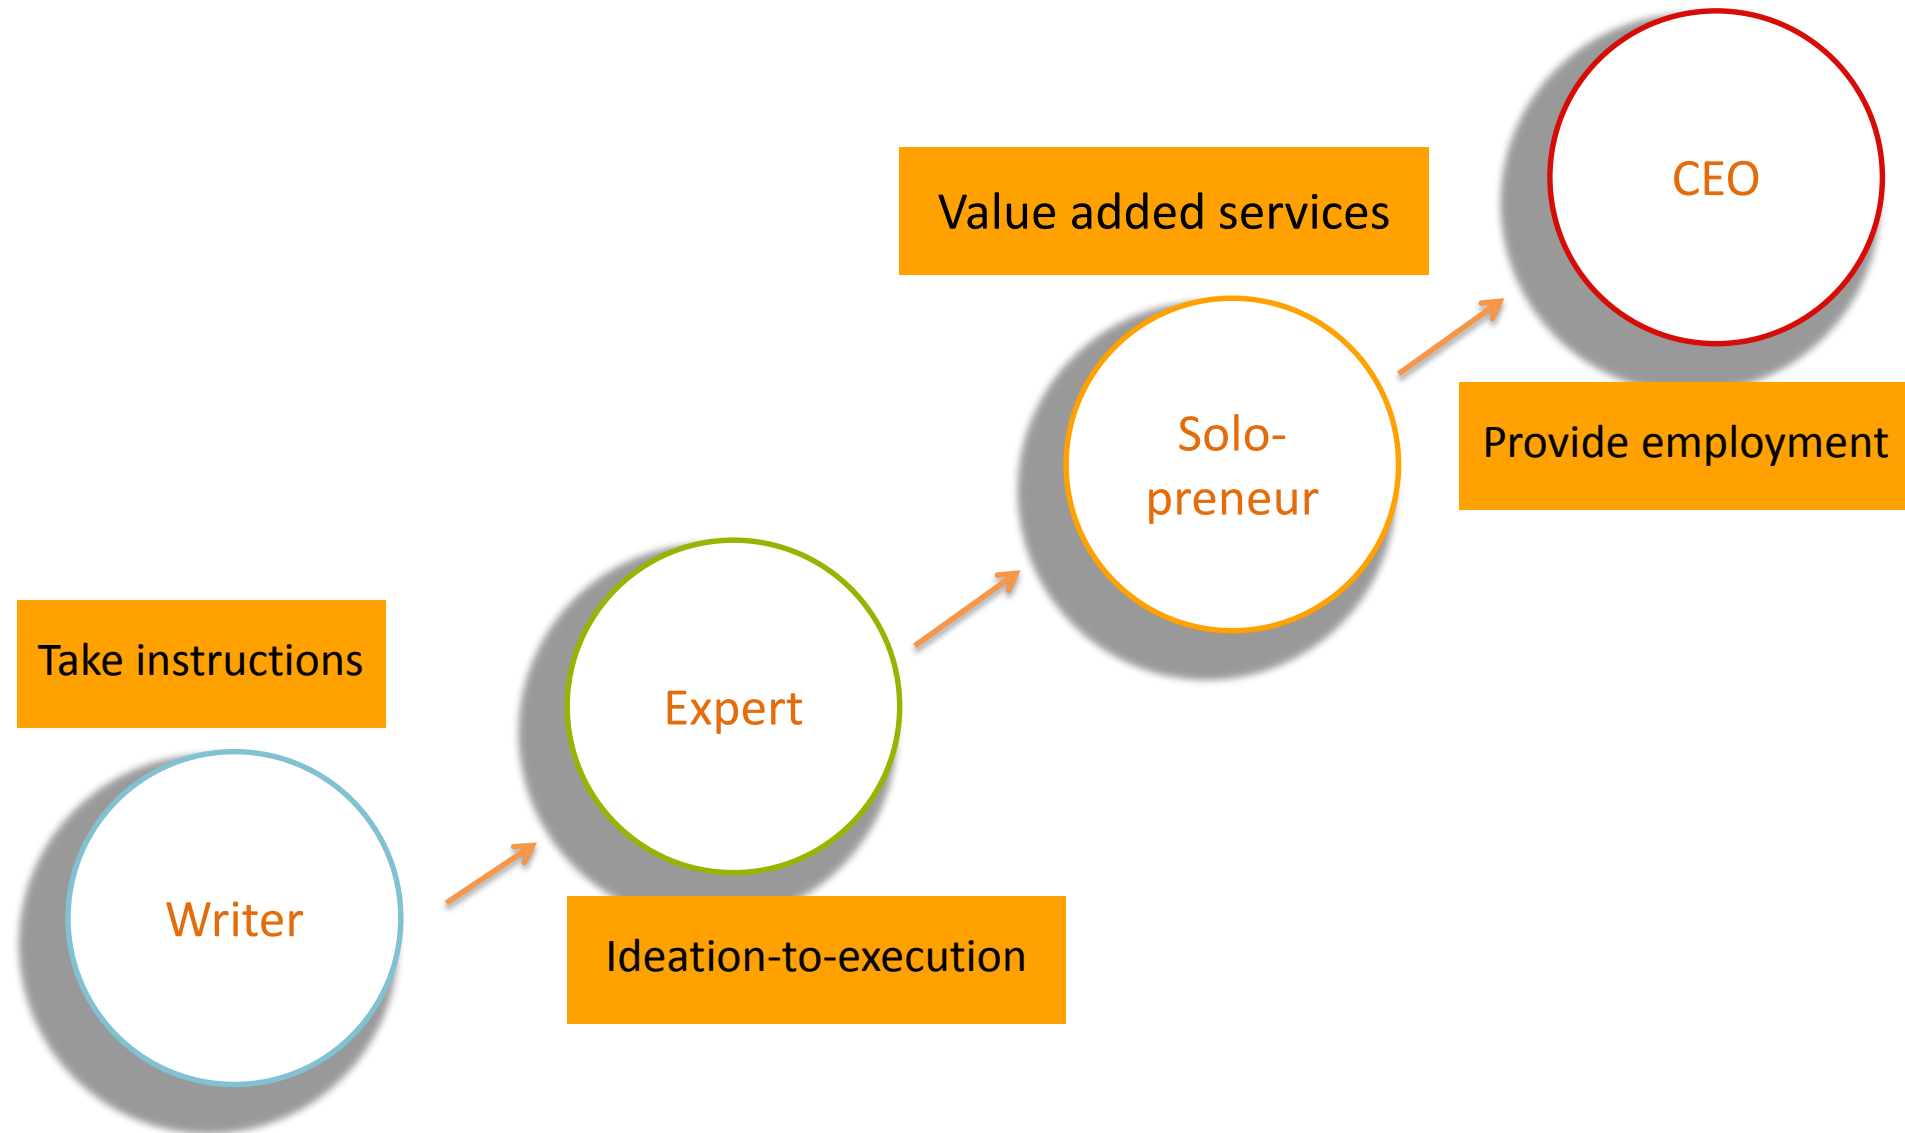 Take instructions
Writer
Expert
Ideation-to-execution
Value added services
Solo-
preneur
CEO
Provide employment